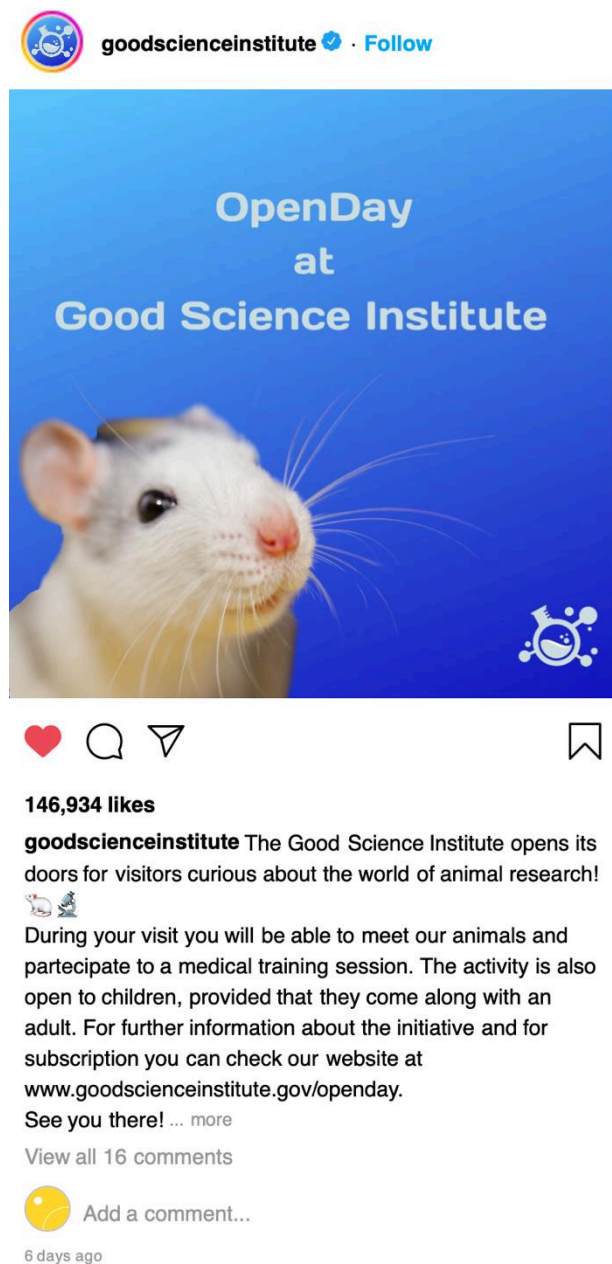 goodscienceinstitute · Follow
OpenDay
at
Good Science Institute
146,934 likes
goodscienceinstitute The Good Science Institute opens its
doors for visitors curious about the world of animal research!
🐁🔬
During your visit you will be able to meet our animals and
partecipate to a medical training session. The activity is also
open to children, provided that they come along with an
adult. For further information about the initiative and for
subscription you can check our website at
www.goodscienceinstitute.gov/openday.
See you there! ... more
View all 16 comments
Add a comment...
6 days ago